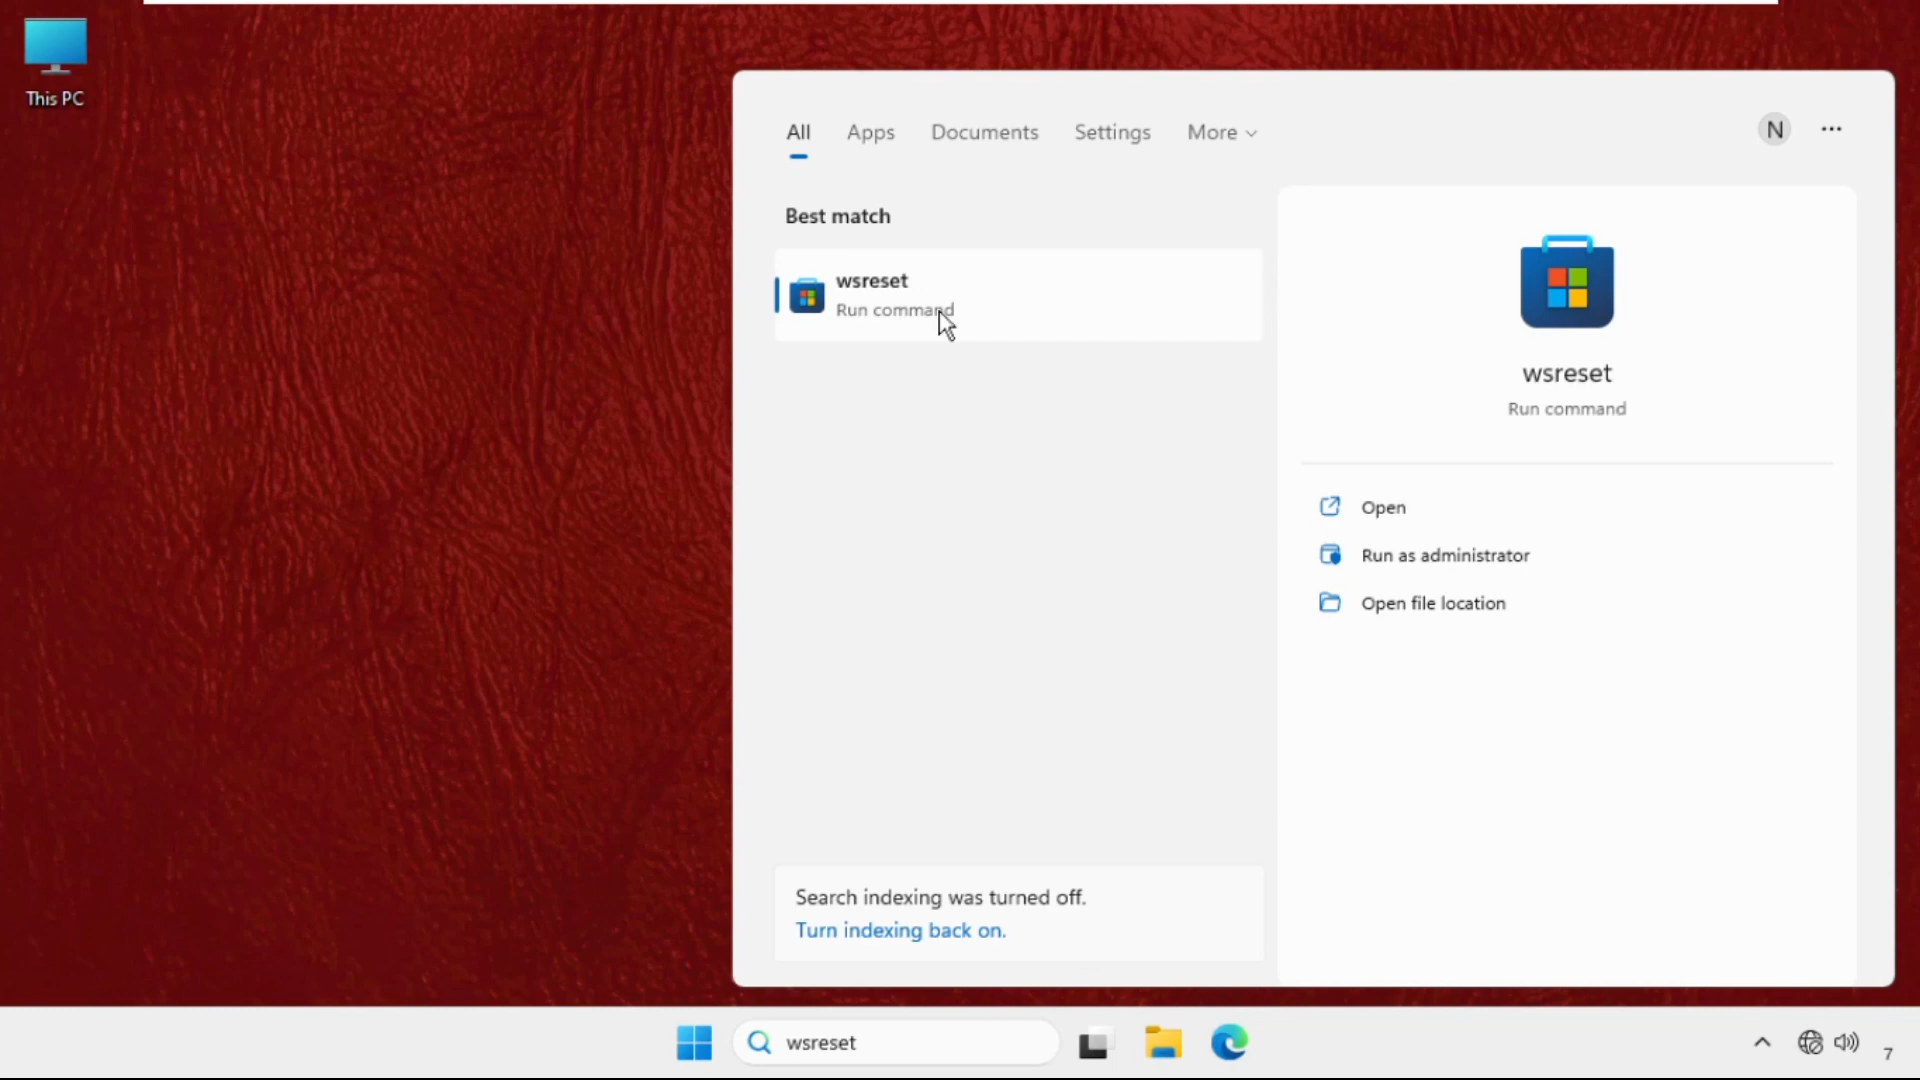 This PC
All Apps Documents Settings More N
Best match
wsreset
Run command
wsreset
Run command
Open
Run as administrator
Open file location
Search indexing was turned off.
Turn indexing back on.
wsreset
7